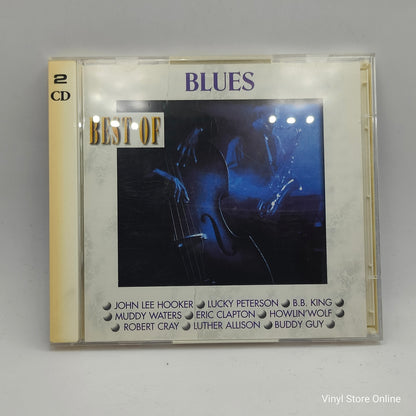 2
CD
BLUES
BEST OF
JOHN LEE HOOKER LUCKY PETERSON B.B. KING
MUDDY WATERS ERIC CLAPTON HOWLIN'WOLF
ROBERT CRAY LUTHER ALLISON BUDDY GUY
Vinyl Store Online